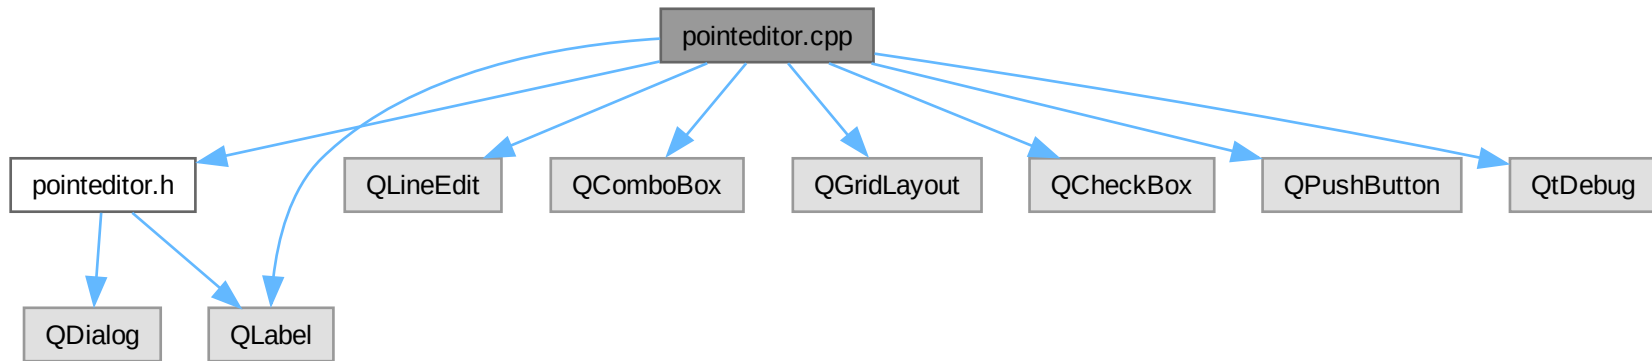 pointeditor.cpp
pointeditor.h
QLineEdit
QComboBox
QGridLayout
QCheckBox
QPushButton
QtDebug
QDialog
QLabel